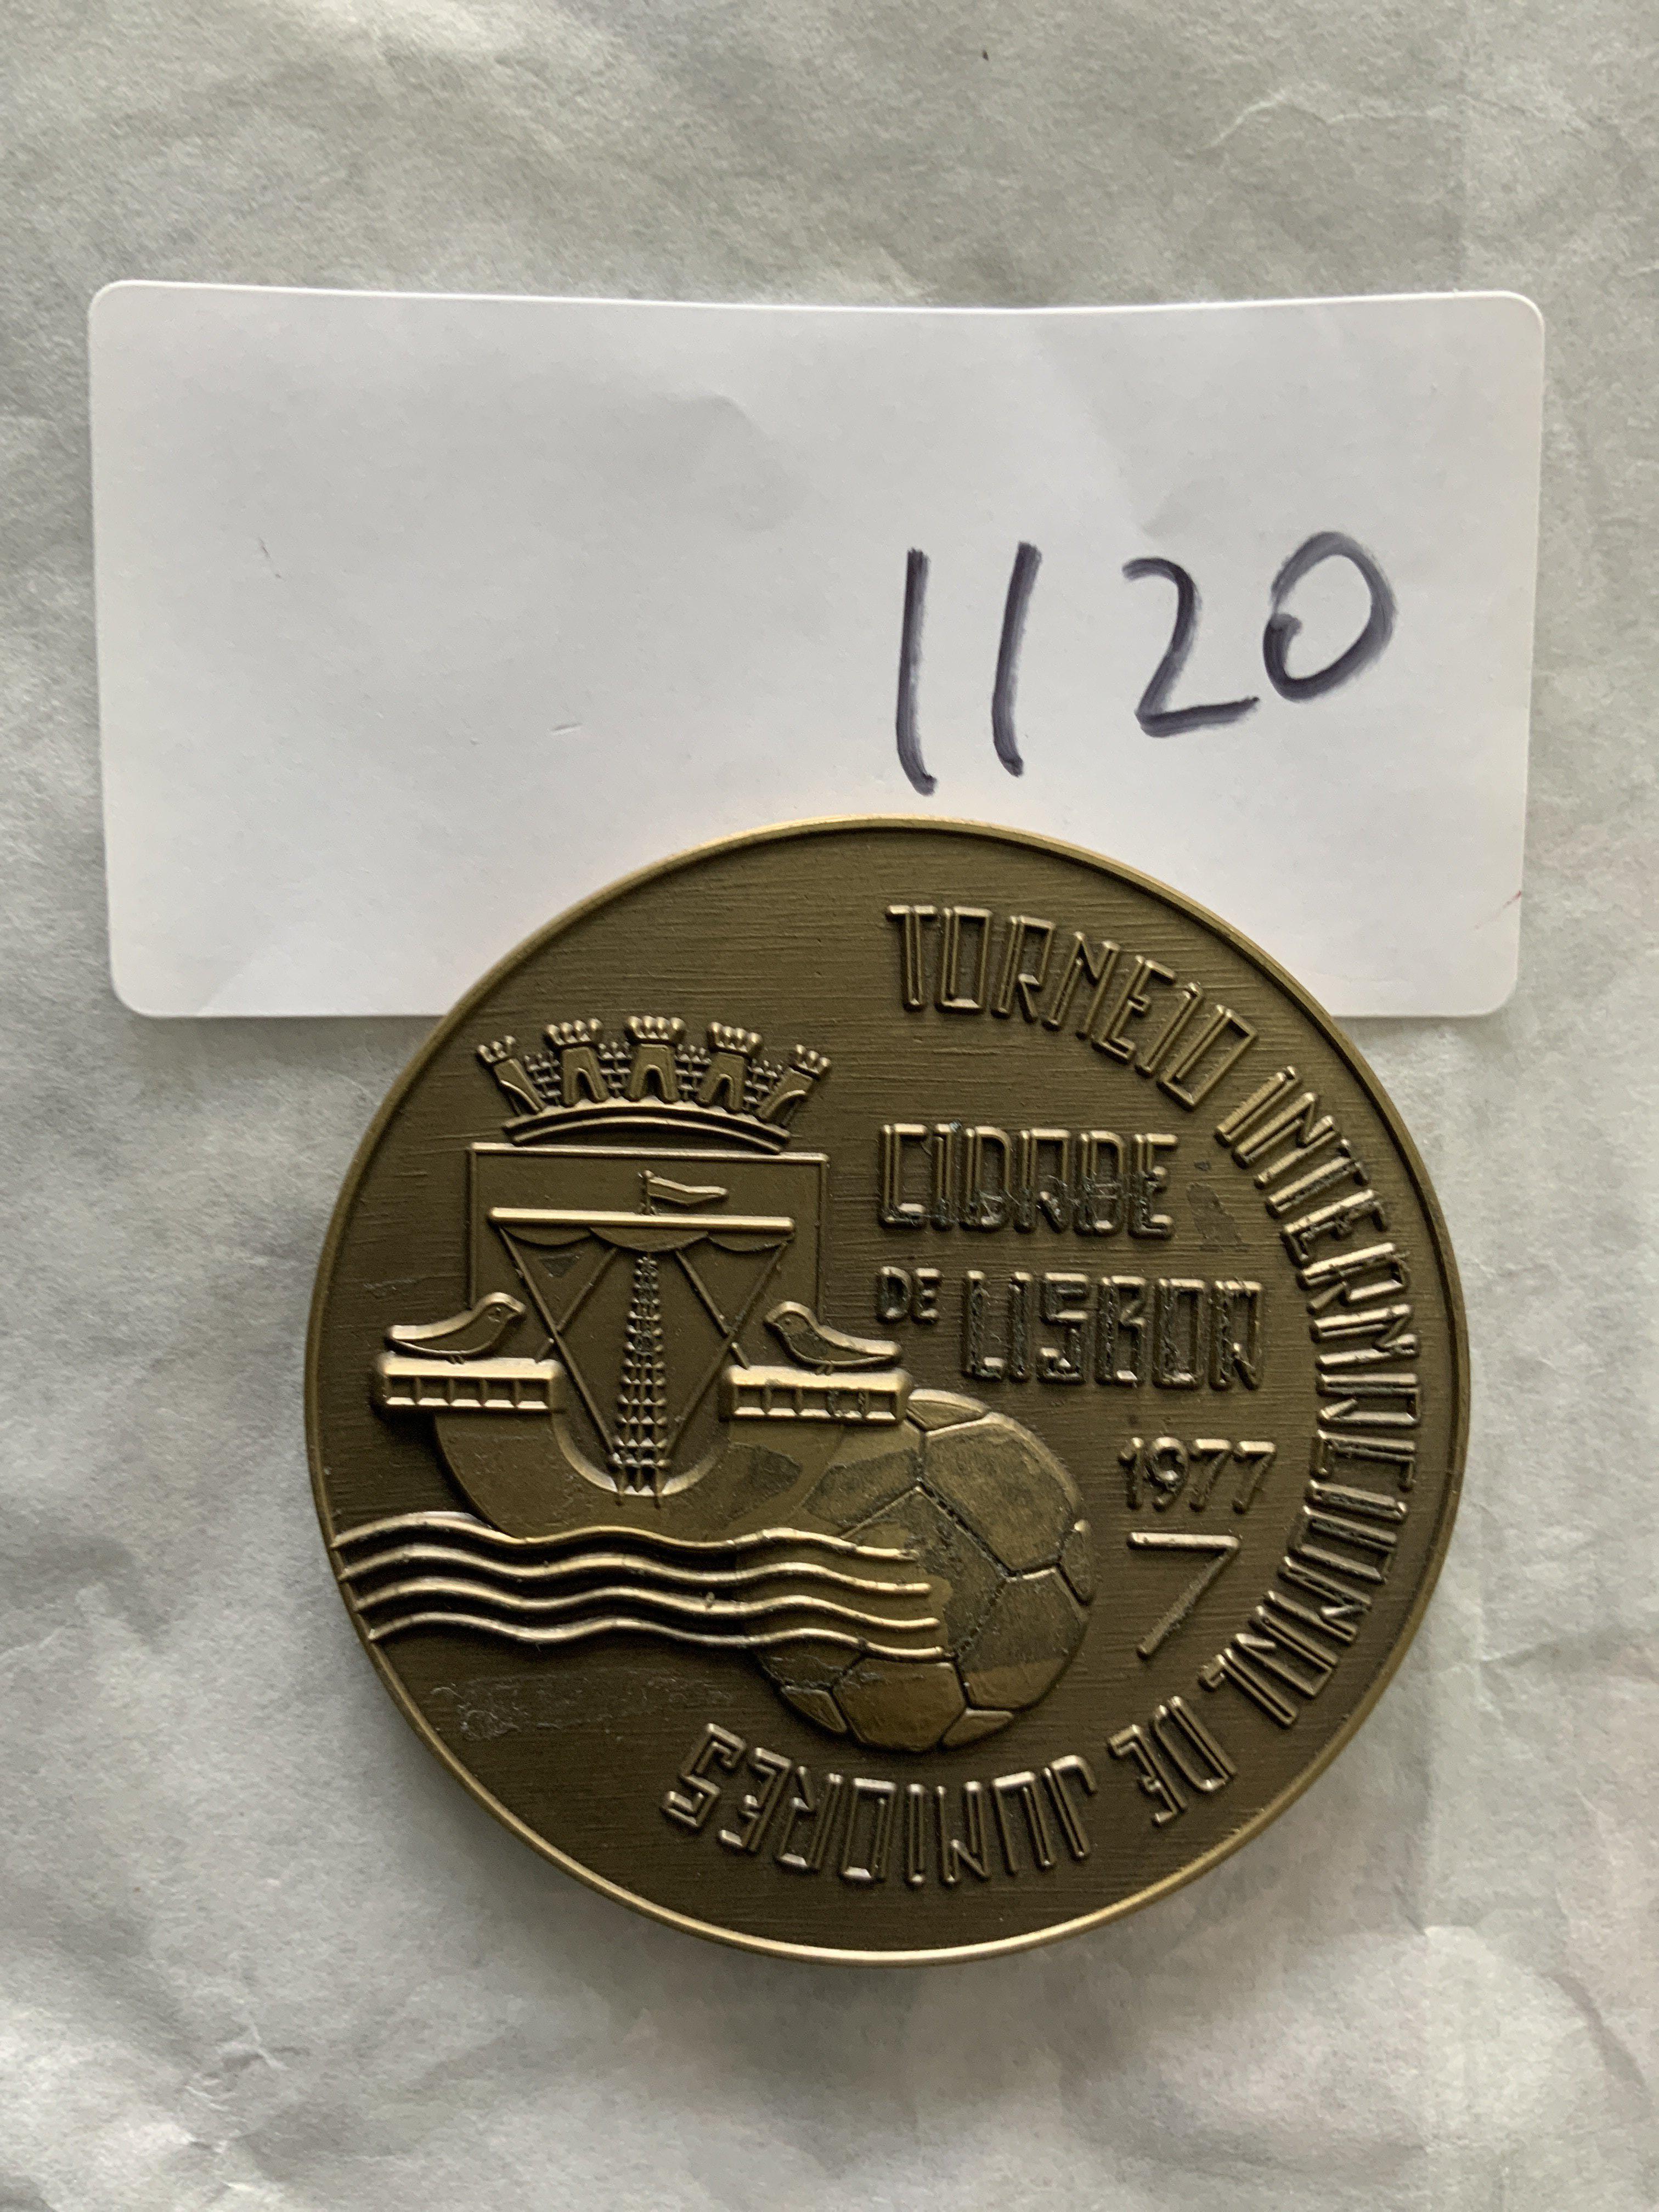 1120
TORNEIO INTERNACIONAL DE JUNIORES
CIDADE
DE LISBOA
1977
7